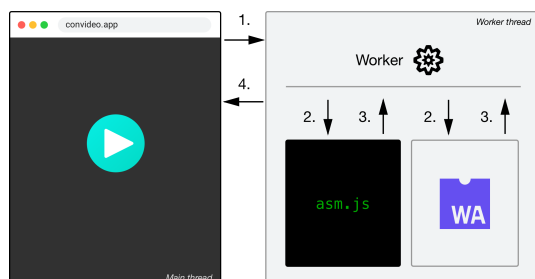 convideo.app
1.
Worker thread
Worker
4.
2.
3.
2.
3.
asm.js
WA
Main thread